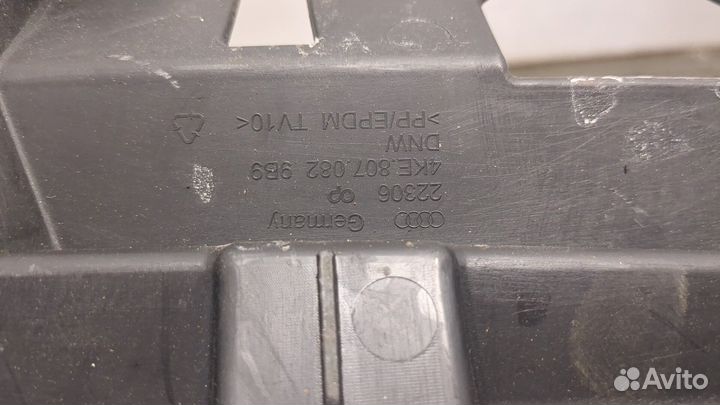 Germany
22306
4KE.807.082 9B9
DNW
>PP/EPDM TV10<
Avito